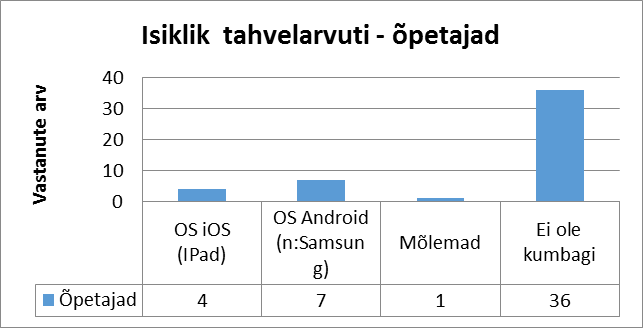 Isiklik  tahvelarvuti - õpetajad
Vastanute arv
40
30
20
10
0
OS iOS
(IPad)
OS Android
(n:Samsun
g)
Mõlemad
Ei ole
kumbagi
Õpetajad 4 7 1 36